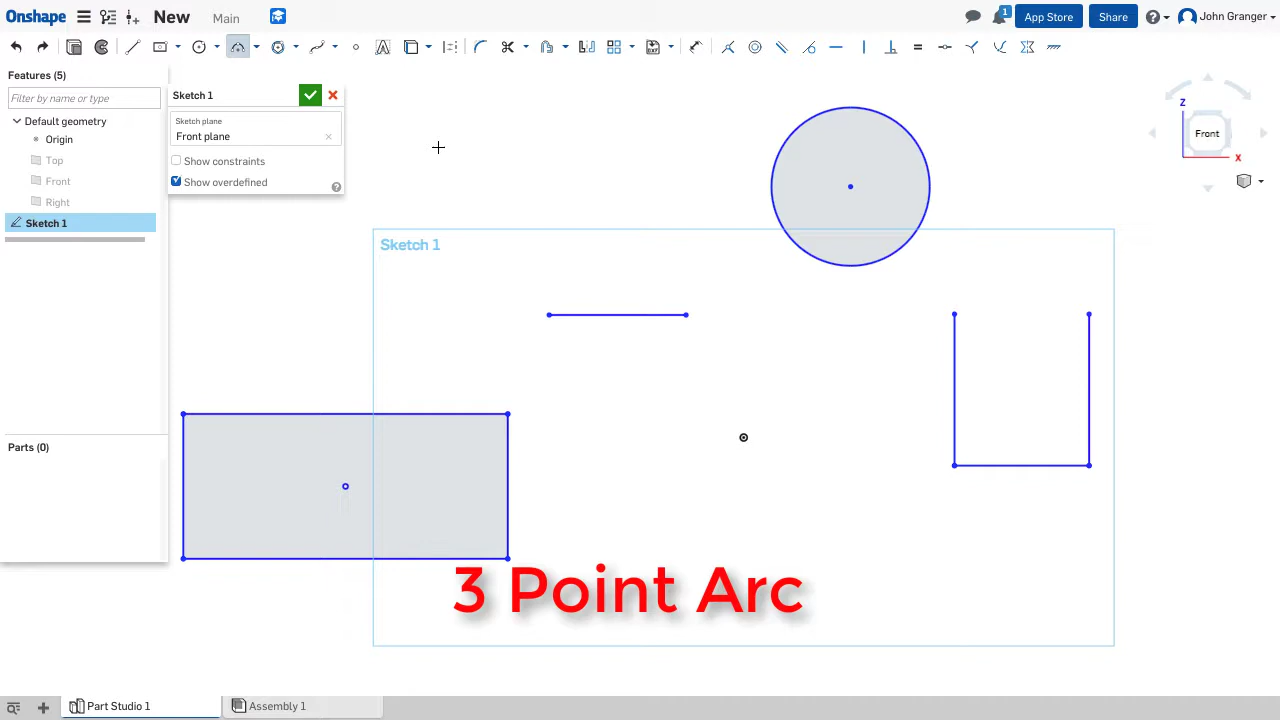 Onshape New Main 1 App Store Share John Granger
Features (5)
Filter by name or type
Default geometry
Origin
Top
Front
Right
Sketch 1
Parts (0)
Sketch 1
Sketch plane
Front plane
Show constraints
Show overdefined
Sketch 1
Z
Front
X
3 Point Arc
Part Studio 1 Assembly 1